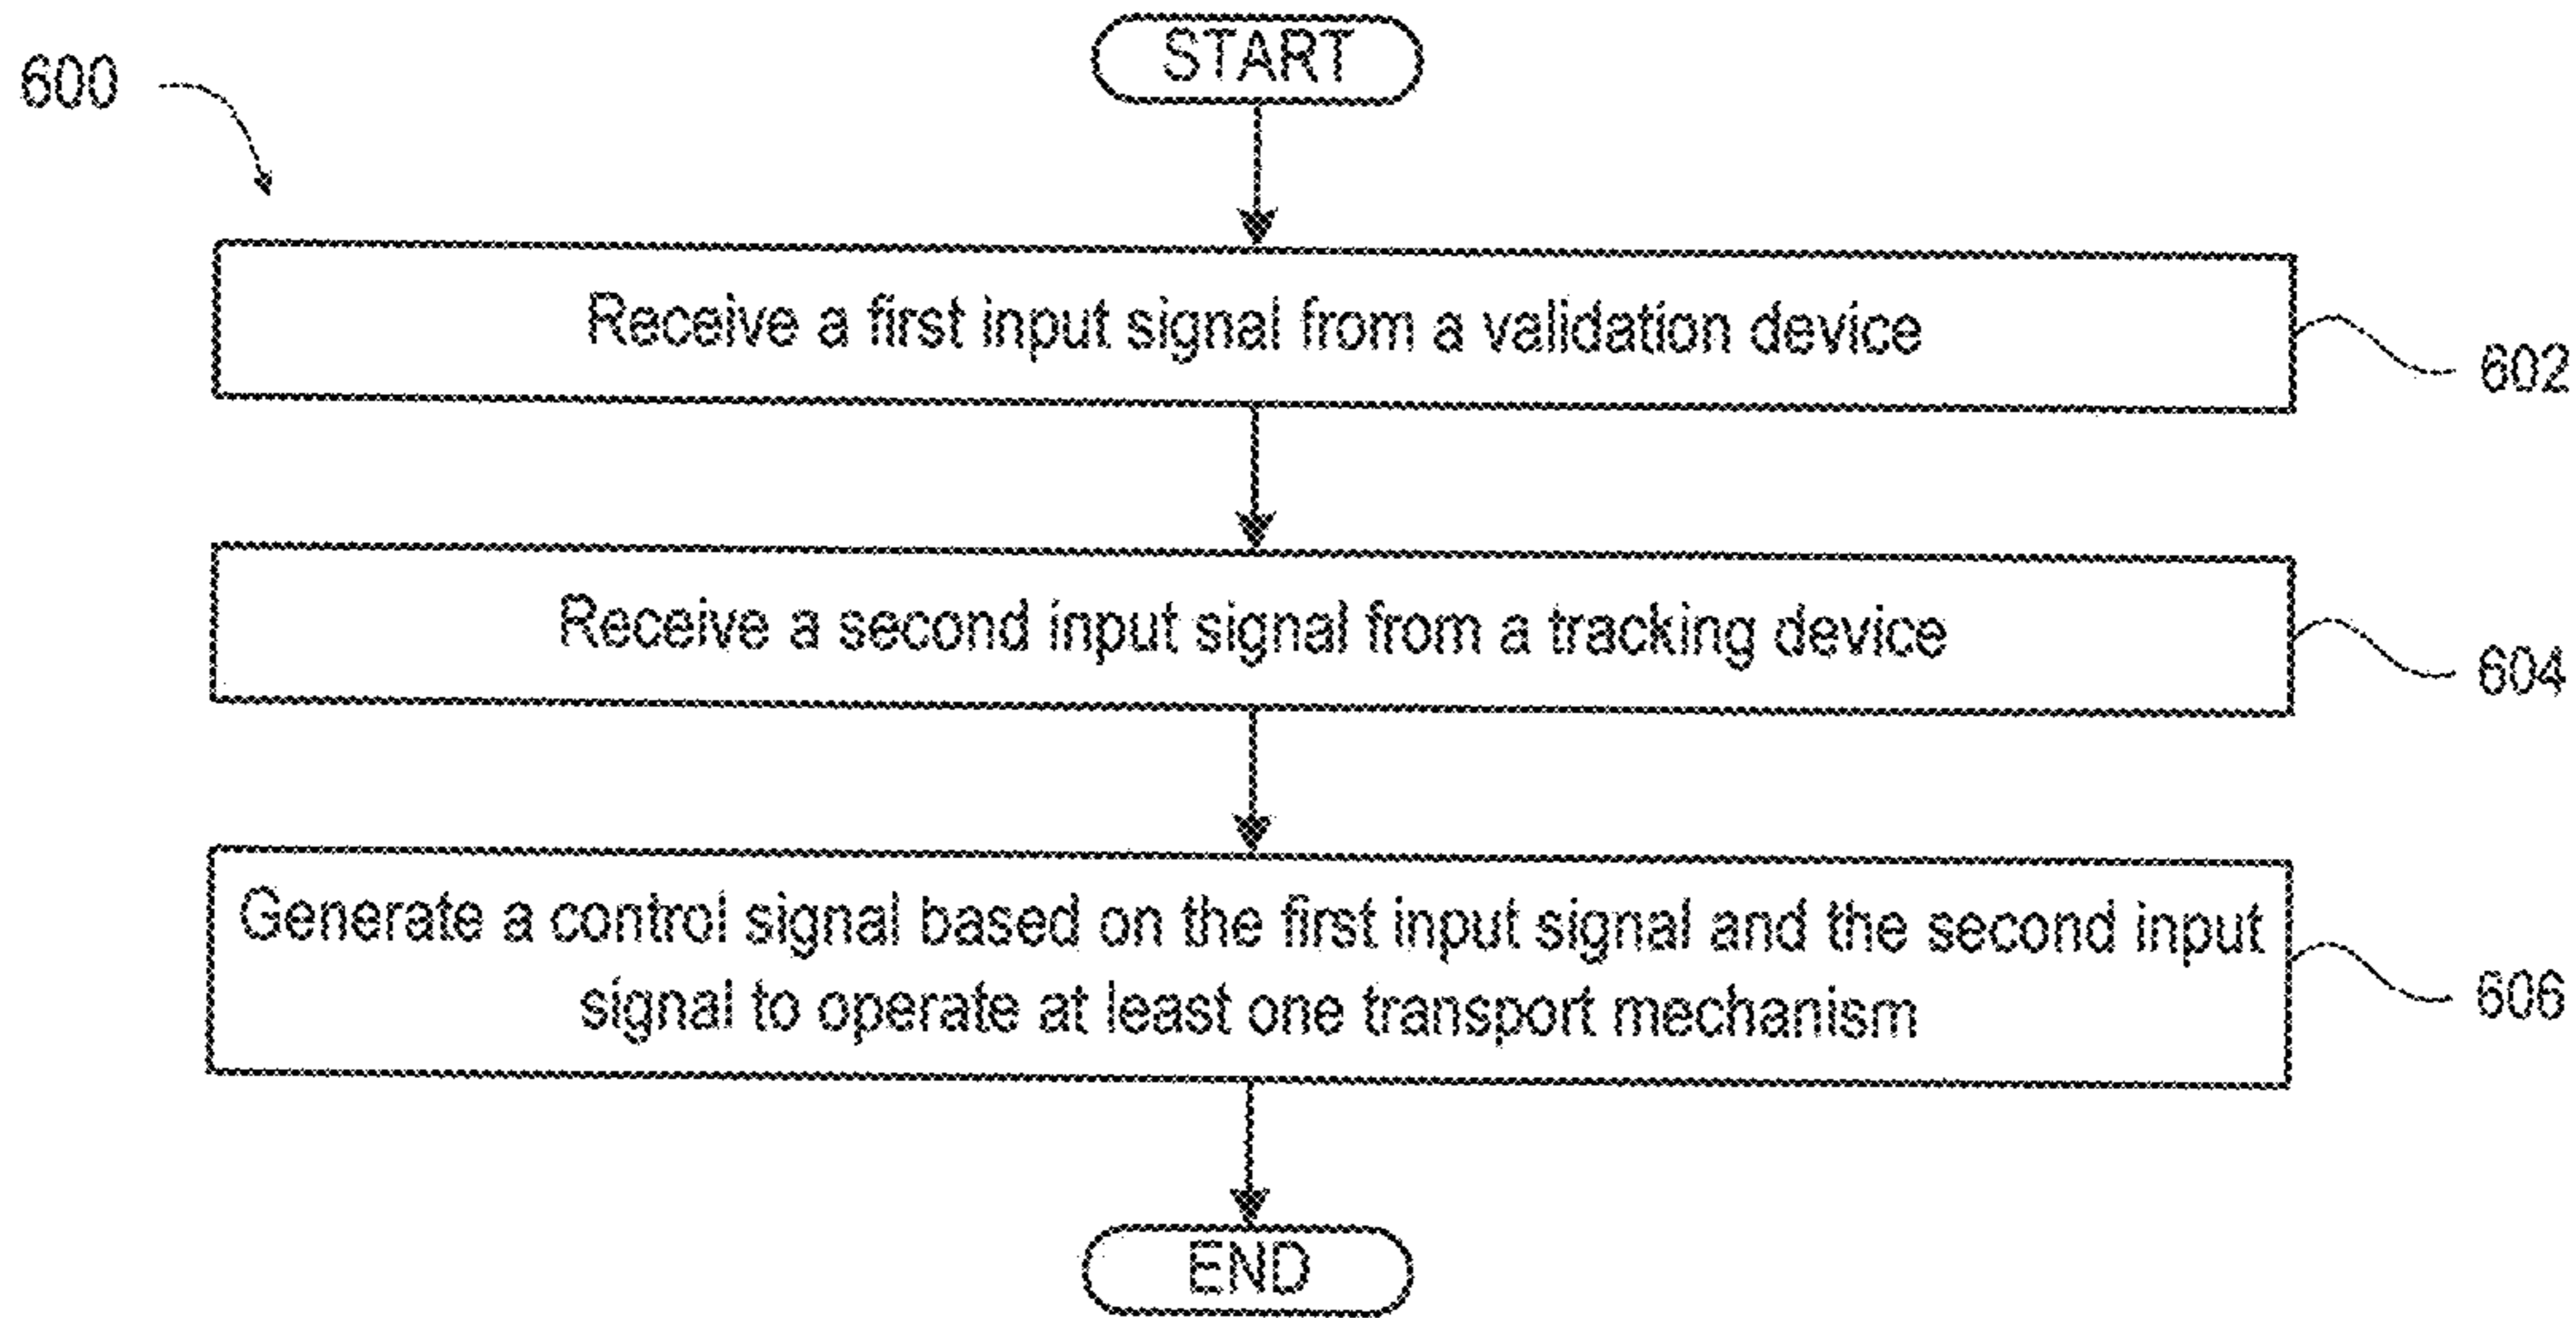 START
600
Receive a first input signal from a validation device
602
Receive a second input signal from a tracking device
604
Generate a control signal based on the first input signal and the second input
signal to operate at least one transport mechanism
606
END